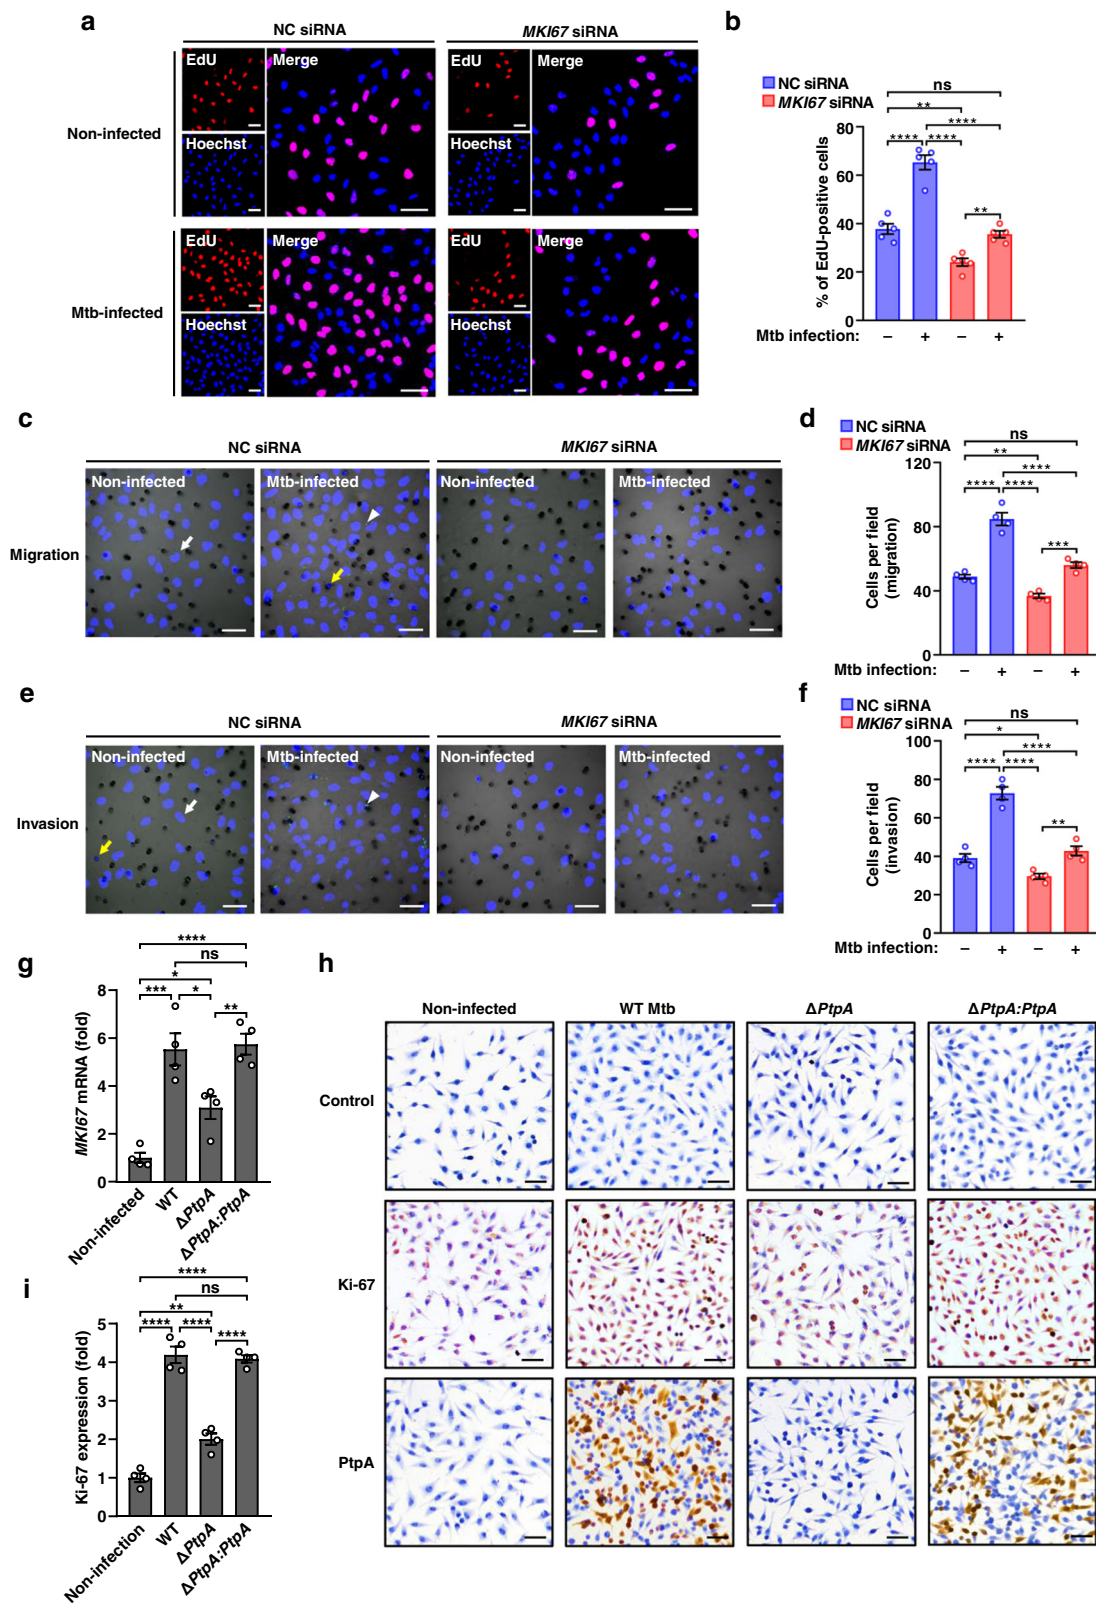 a
NC siRNA
MKI67 siRNA
EdU
Merge
EdU
Merge
Non-infected
Hoechst
Hoechst
EdU
Merge
EdU
Merge
Mtb-infected
Hoechst
Hoechst
b
NC siRNA
MKI67 siRNA
ns
**
****
**** ****
**
% of EdU-positive cells
80
60
40
20
0
Mtb infection: − + − +
c
NC siRNA
MKI67 siRNA
Migration
Non-infected
Mtb-infected
Non-infected
Mtb-infected
d
NC siRNA
MKI67 siRNA
ns
**
****
**** ****
***
Cells per field
(migration)
120
80
40
0
Mtb infection: − + − +
e
NC siRNA
MKI67 siRNA
Invasion
Non-infected
Mtb-infected
Non-infected
Mtb-infected
f
NC siRNA
MKI67 siRNA
ns
*
****
**** ****
**
Cells per field
(invasion)
100
80
60
40
20
0
Mtb infection: − + − +
g
****
ns
*
*** *
**
MKI67 mRNA (fold)
8
6
4
2
0
Non-infected
WT
ΔPtpA
ΔPtpA:PtpA
h
Non-infected
WT Mtb
ΔPtpA
ΔPtpA:PtpA
Control
Ki-67
PtpA
i
****
ns
**
**** ****
****
Ki-67 expression (fold)
5
4
3
2
1
0
Non-infection
WT
ΔPtpA
ΔPtpA:PtpA